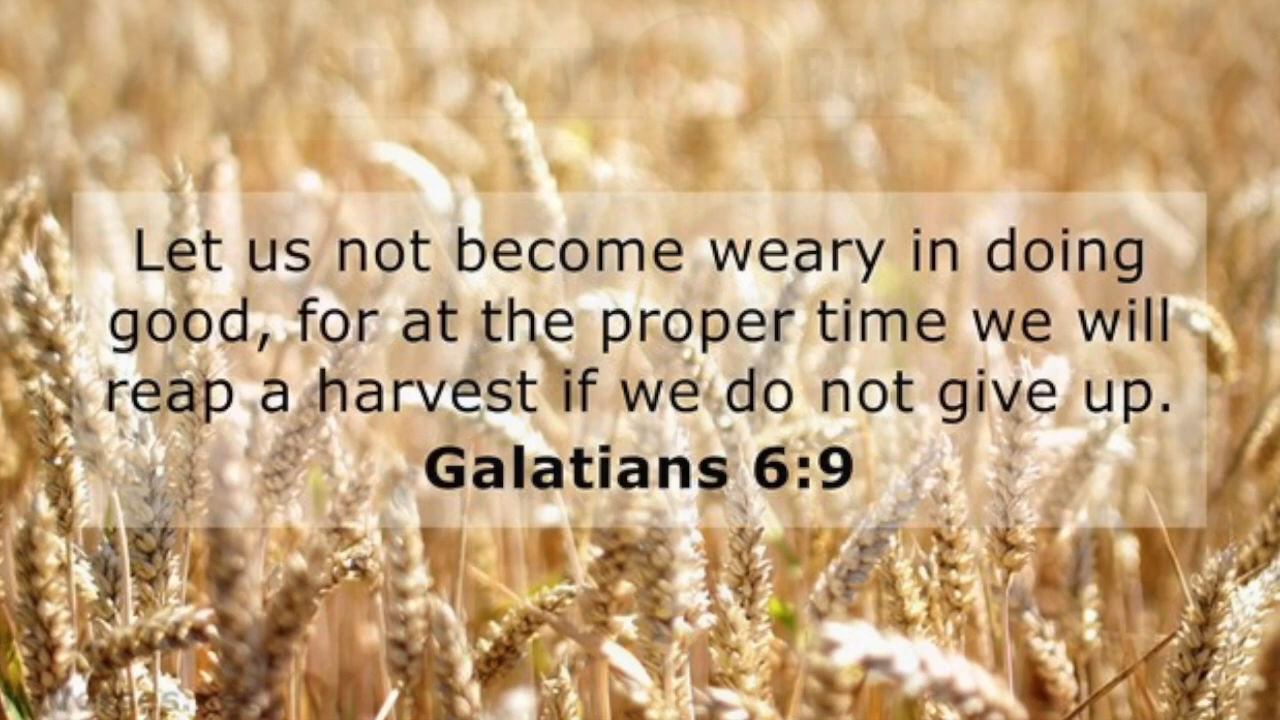 Let us not become weary in doing
good, for at the proper time we will
reap a harvest if we do not give up.
Galatians 6:9